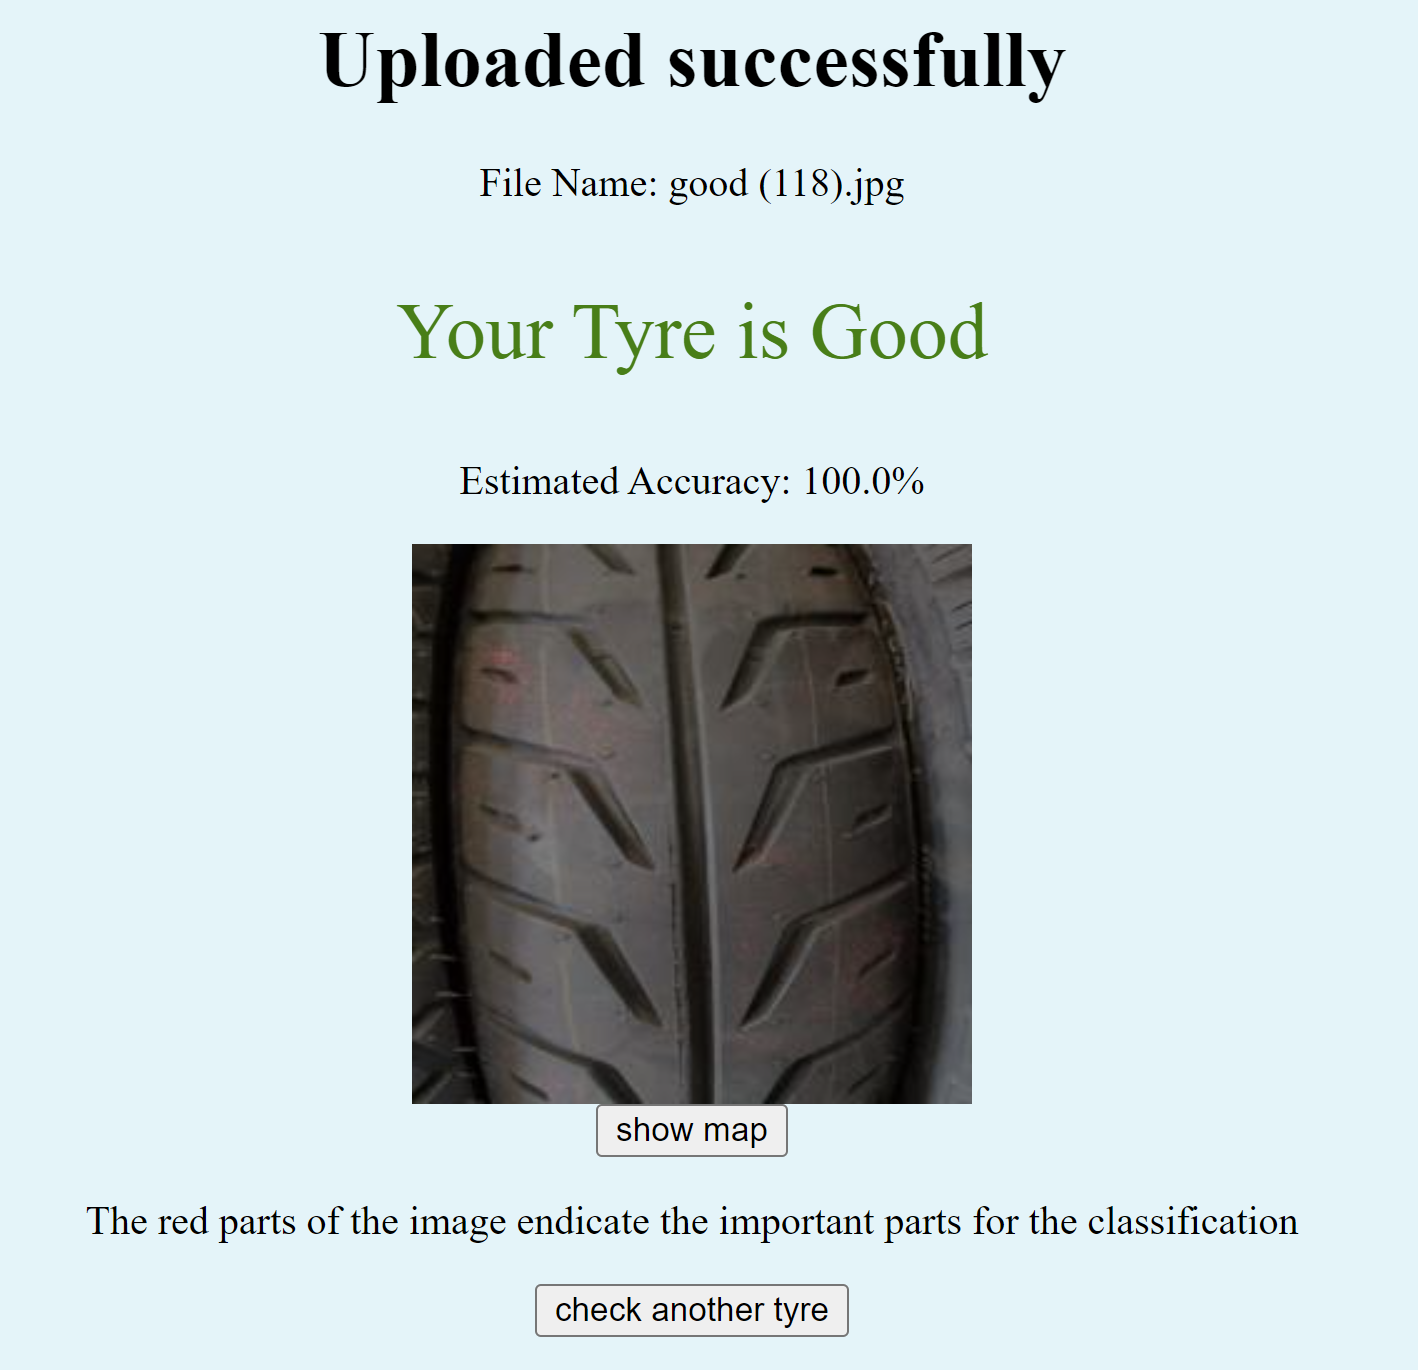 Uploaded successfully
File Name: good (118).jpg
Your Tyre is Good
Estimated Accuracy: 100.0%
show map
The red parts of the image endicate the important parts for the classification
check another tyre